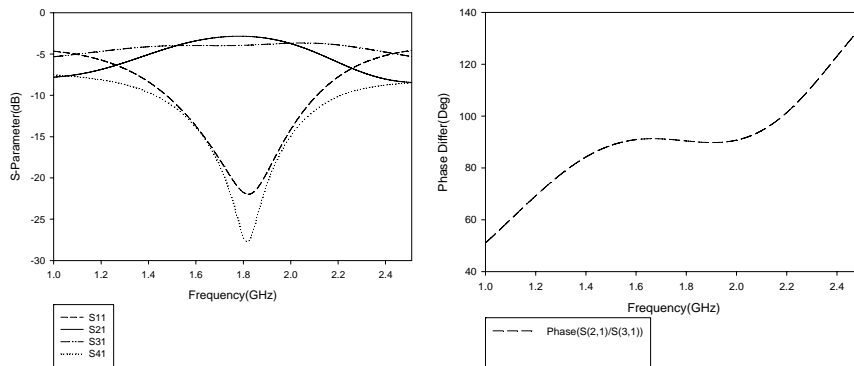 0
-5
-10
-15
-20
-25
-30
S-Parameter(dB)
1.0 1.2 1.4 1.6 1.8 2.0 2.2 2.4
Frequency(GHz)
S11
S21
S31
S41
140
120
100
80
60
40
Phase Differ(Deg)
1.0 1.2 1.4 1.6 1.8 2.0 2.2 2.4
Frequency(GHz)
Phase(S(2,1)/S(3,1))